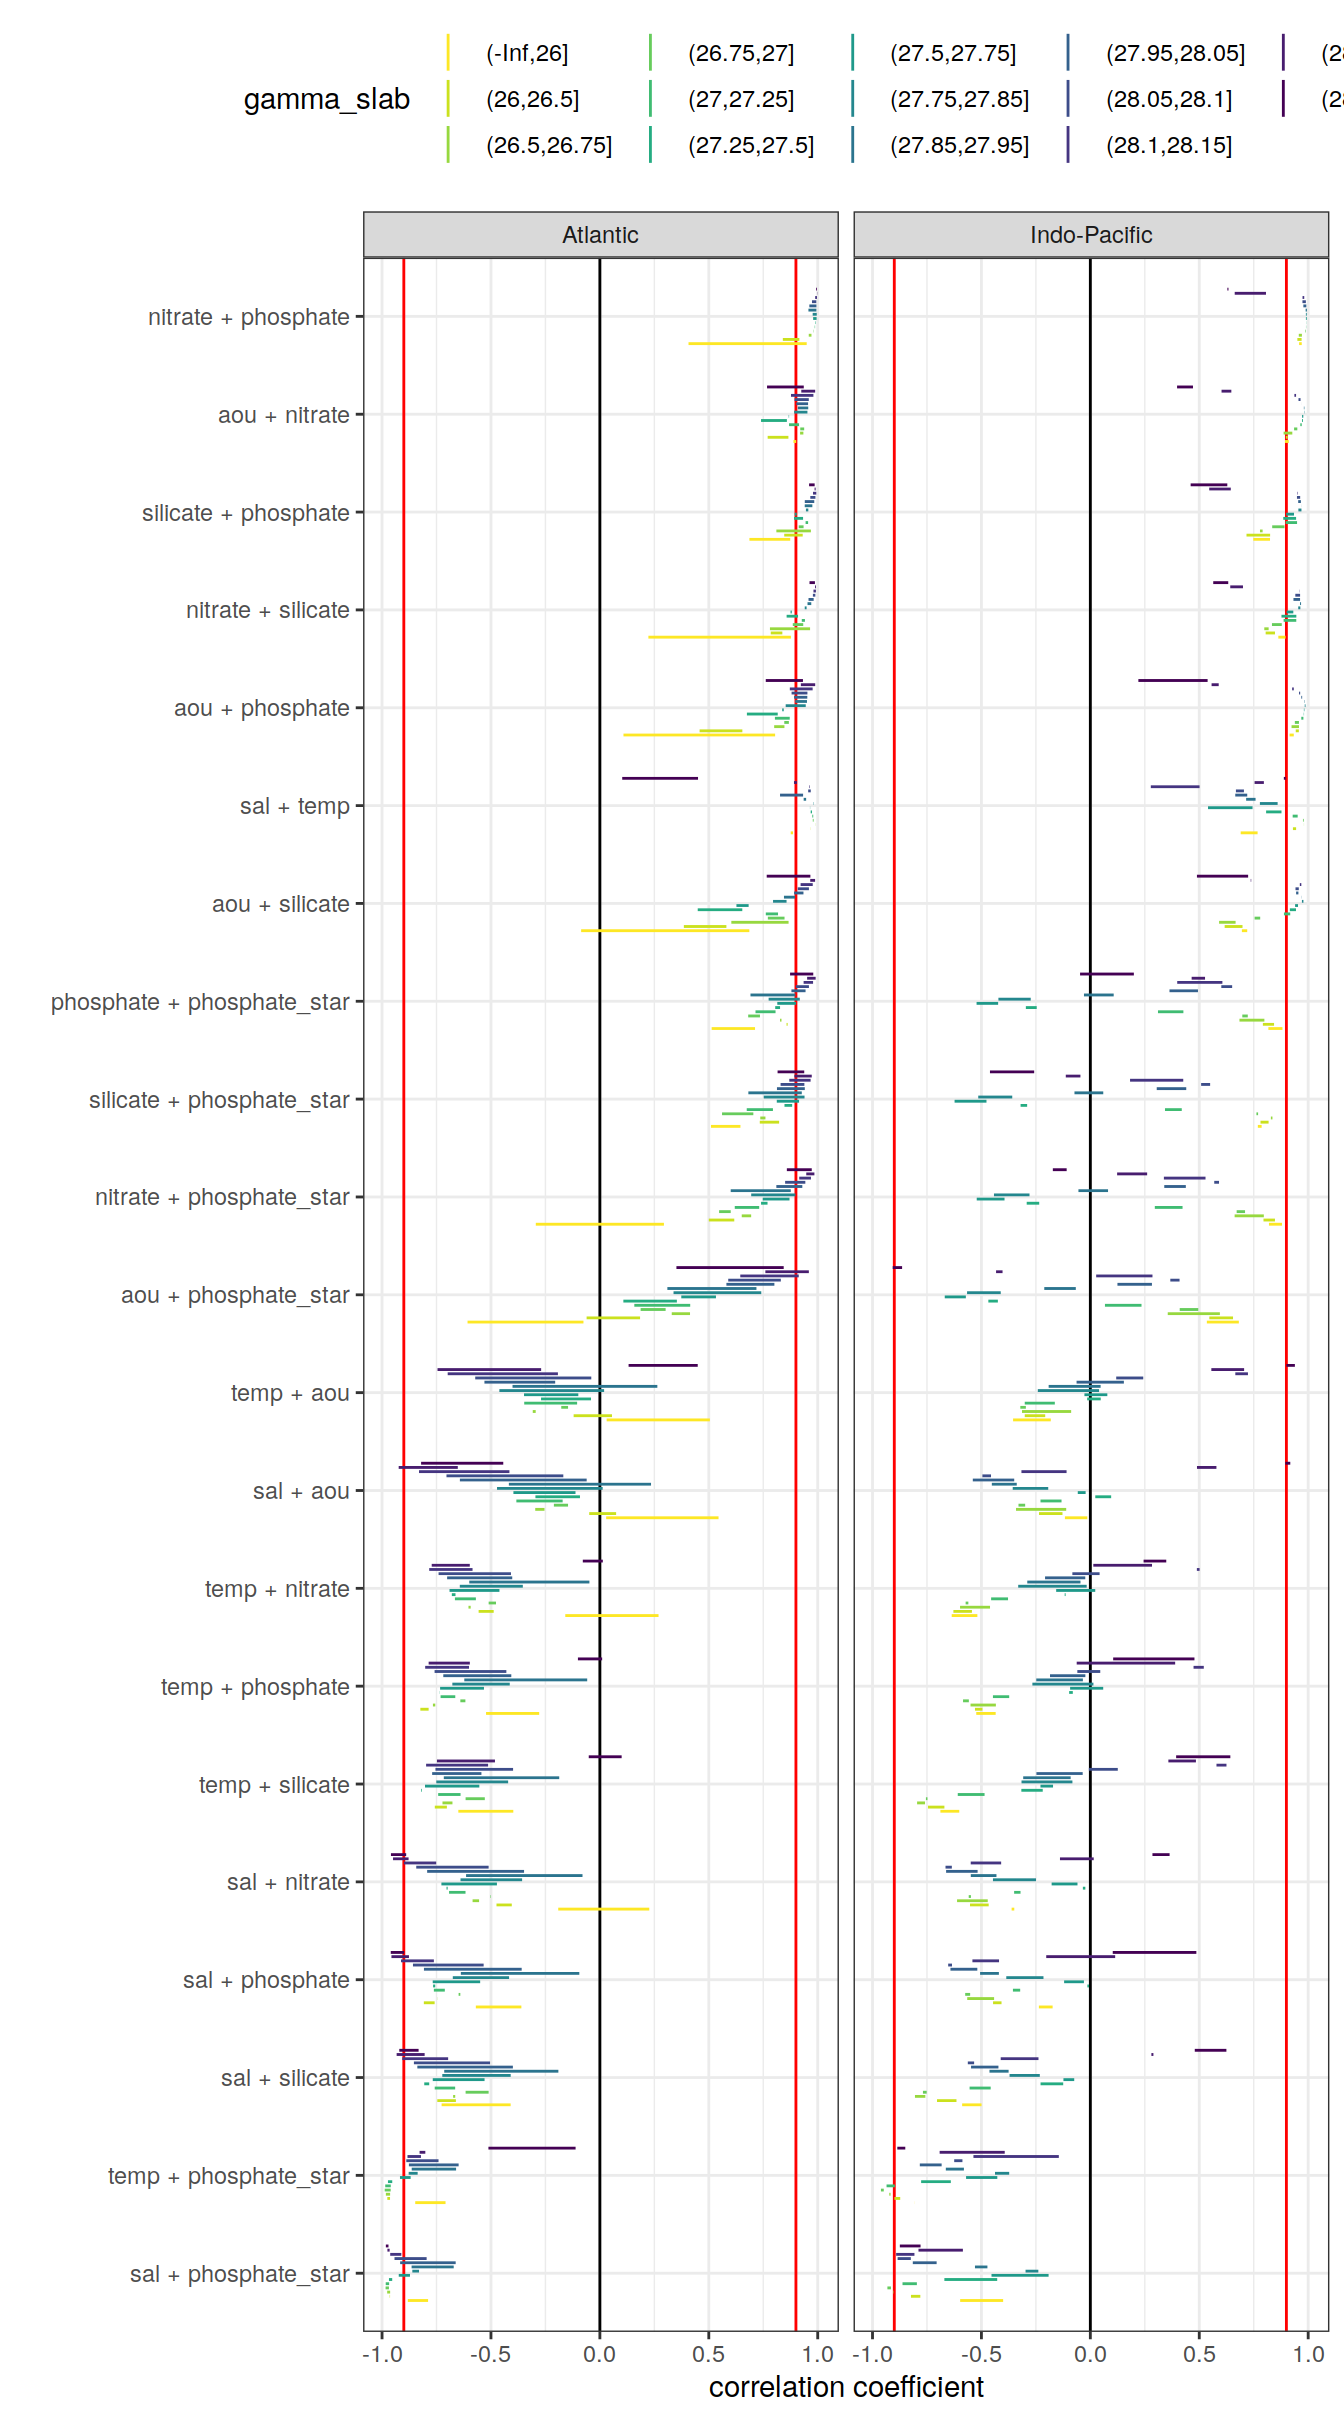 (-Inf,26] (26.75,27] (27.5,27.75] (27.95,28.05] (28
gamma_slab (26,26.5] (27,27.25] (27.75,27.85] (28.05,28.1] (28
(26.5,26.75] (27.25,27.5] (27.85,27.95] (28.1,28.15]
Atlantic Indo-Pacific
nitrate + phosphate
aou + nitrate
silicate + phosphate
nitrate + silicate
aou + phosphate
sal + temp
aou + silicate
phosphate + phosphate_star
silicate + phosphate_star
nitrate + phosphate_star
aou + phosphate_star
temp + aou
sal + aou
temp + nitrate
temp + phosphate
temp + silicate
sal + nitrate
sal + phosphate
sal + silicate
temp + phosphate_star
sal + phosphate_star
-1.0 -0.5 0.0 0.5 1.0 -1.0 -0.5 0.0 0.5 1.0
correlation coefficient